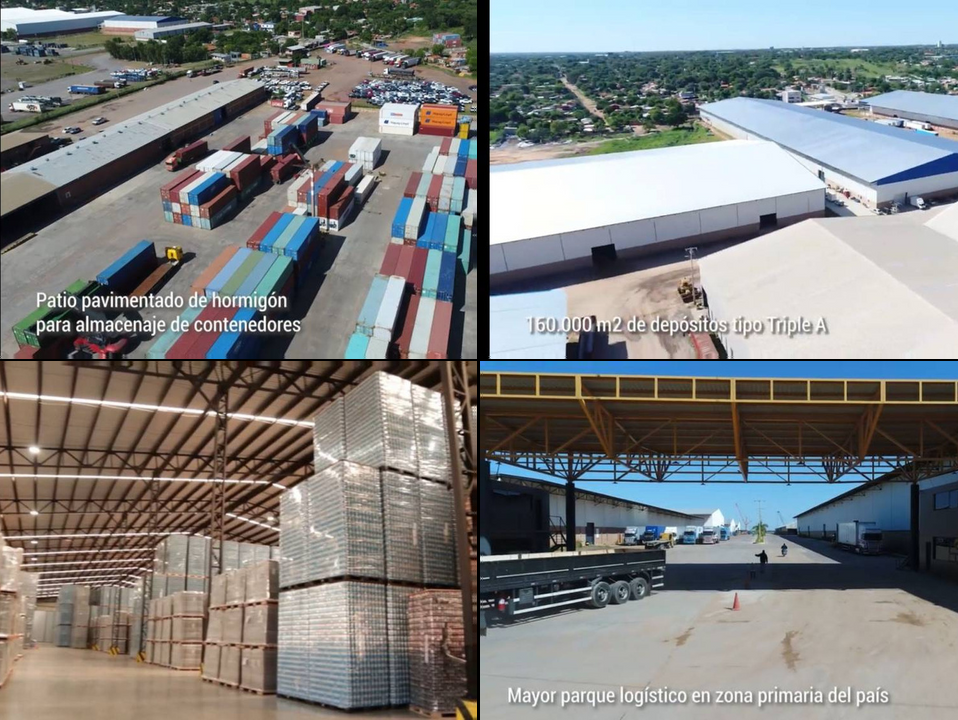 Patio pavimentado de hormigón
para almacenaje de contenedores
160.000 m2 de depósitos tipo Triple A
Mayor parque logístico en zona primaria del país